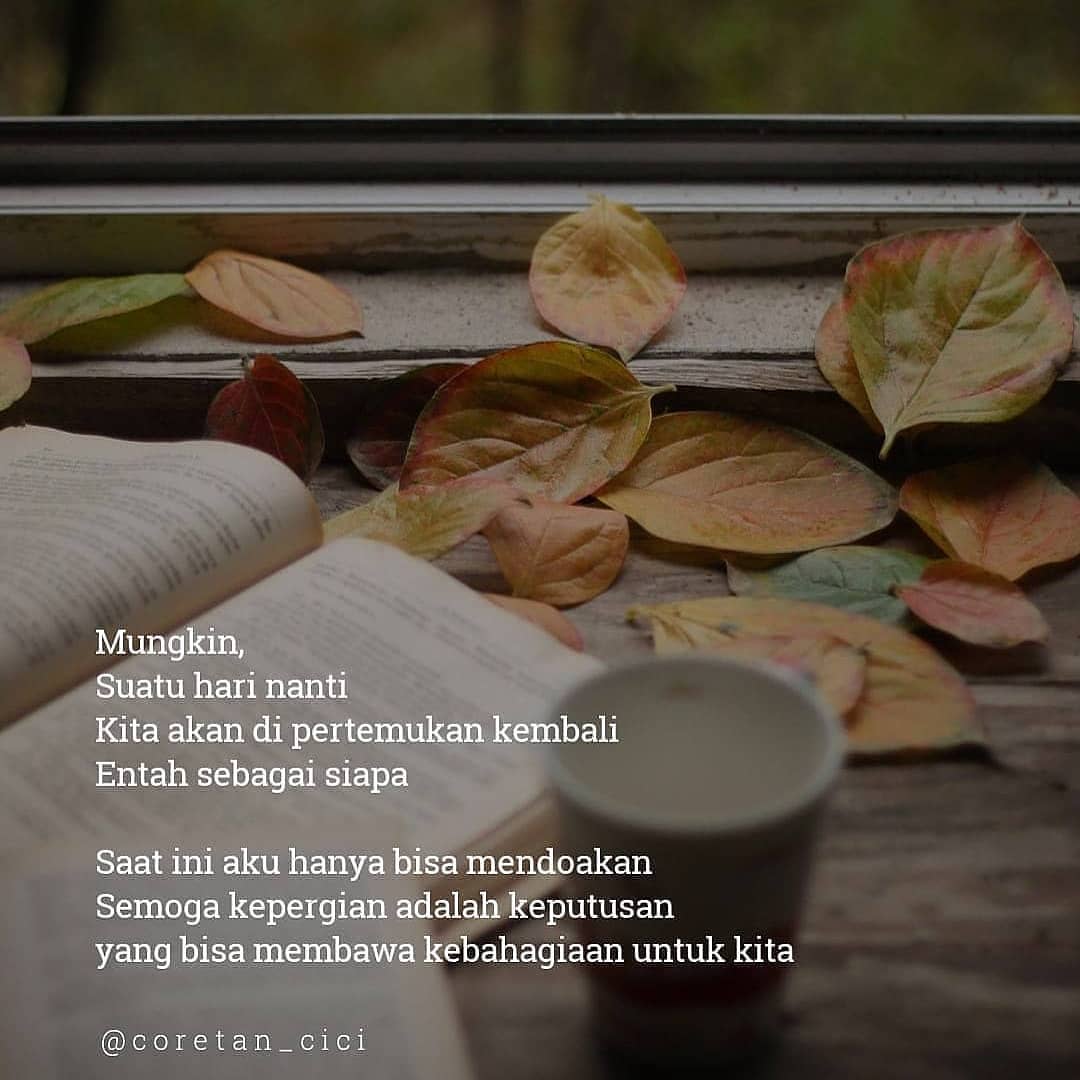 Mungkin,
Suatu hari nanti
Kita akan di pertemukan kembali
Entah sebagai siapa
Saat ini aku hanya bisa mendoakan
Semoga kepergian adalah keputusan
yang bisa membawa kebahagiaan untuk kita
@coretan_cici